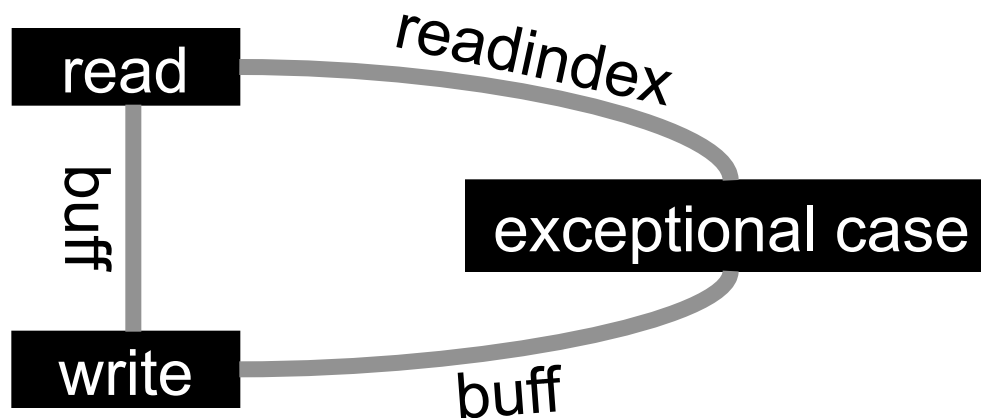 readindex
read
buff
exceptional case
write
buff